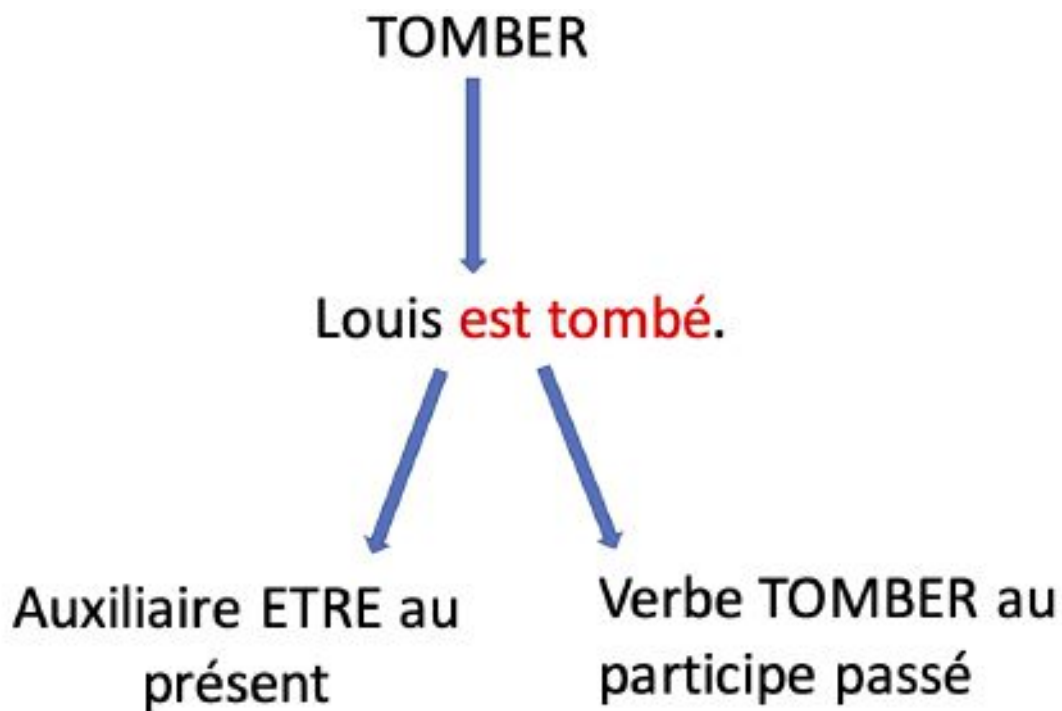 TOMBER
Louis est tombé.
Auxiliaire ETRE au
présent
Verbe TOMBER au
participe passé